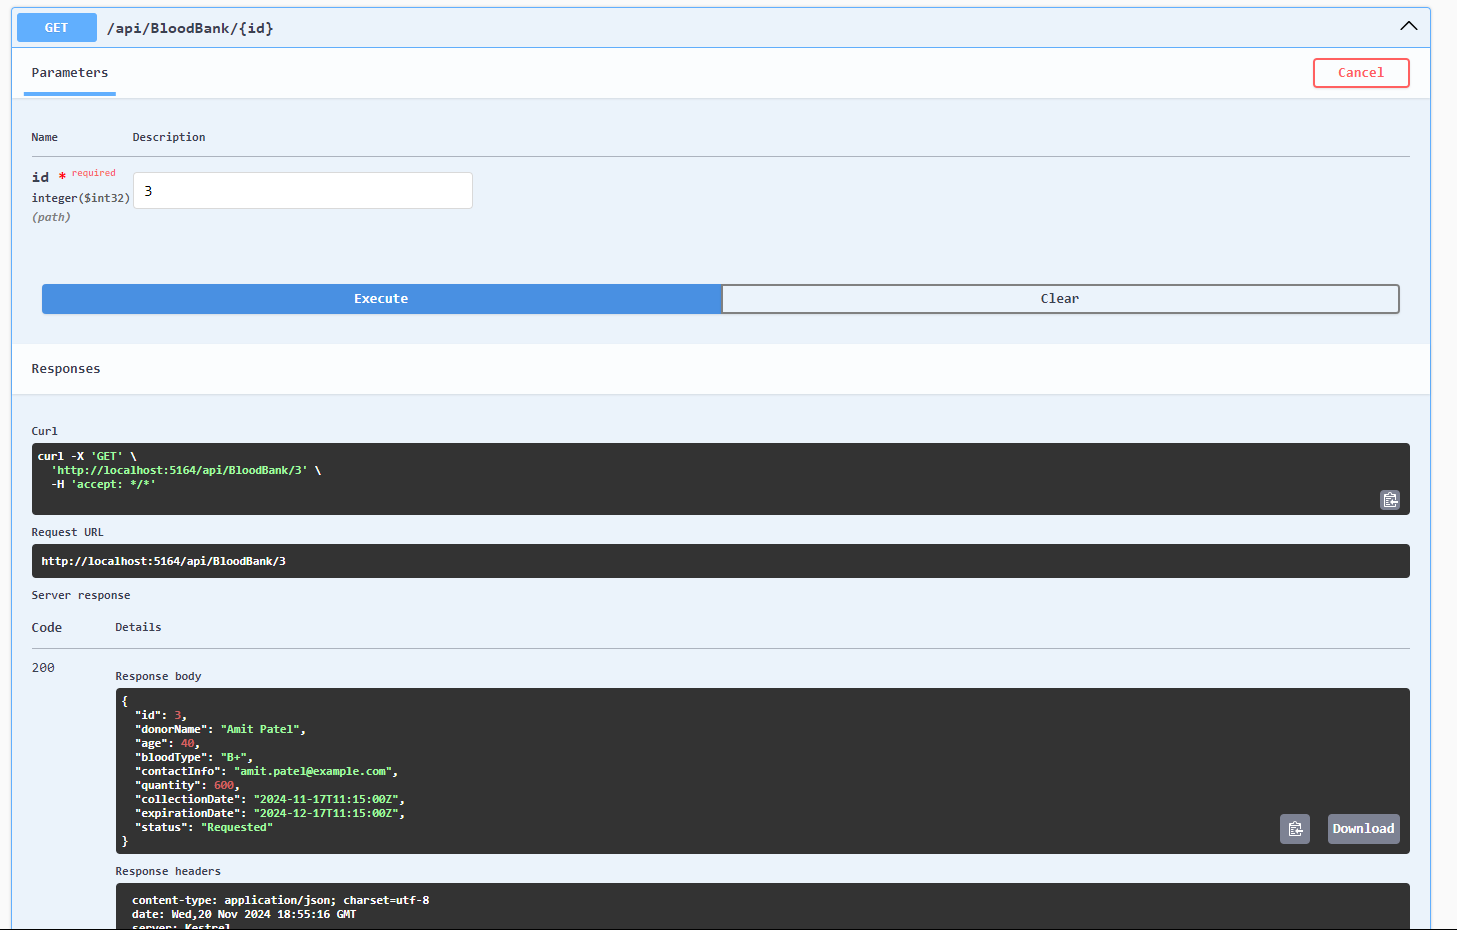 GET /api/BloodBank/{id}
Parameters
Cancel
Name Description
id * required
integer($int32)
(path)
3
Execute Clear
Responses
Curl
curl -X 'GET' \
  'http://localhost:5164/api/BloodBank/3' \
  -H 'accept: */*'
Request URL
http://localhost:5164/api/BloodBank/3
Server response
Code Details
200
Response body
{
  "id": 3,
  "donorName": "Amit Patel",
  "age": 40,
  "bloodType": "B+",
  "contactInfo": "amit.patel@example.com",
  "quantity": 600,
  "collectionDate": "2024-11-17T11:15:00Z",
  "expirationDate": "2024-12-17T11:15:00Z",
  "status": "Requested"
}
Download
Response headers
content-type: application/json; charset=utf-8
date: Wed,20 Nov 2024 18:55:16 GMT
server: Kestrel